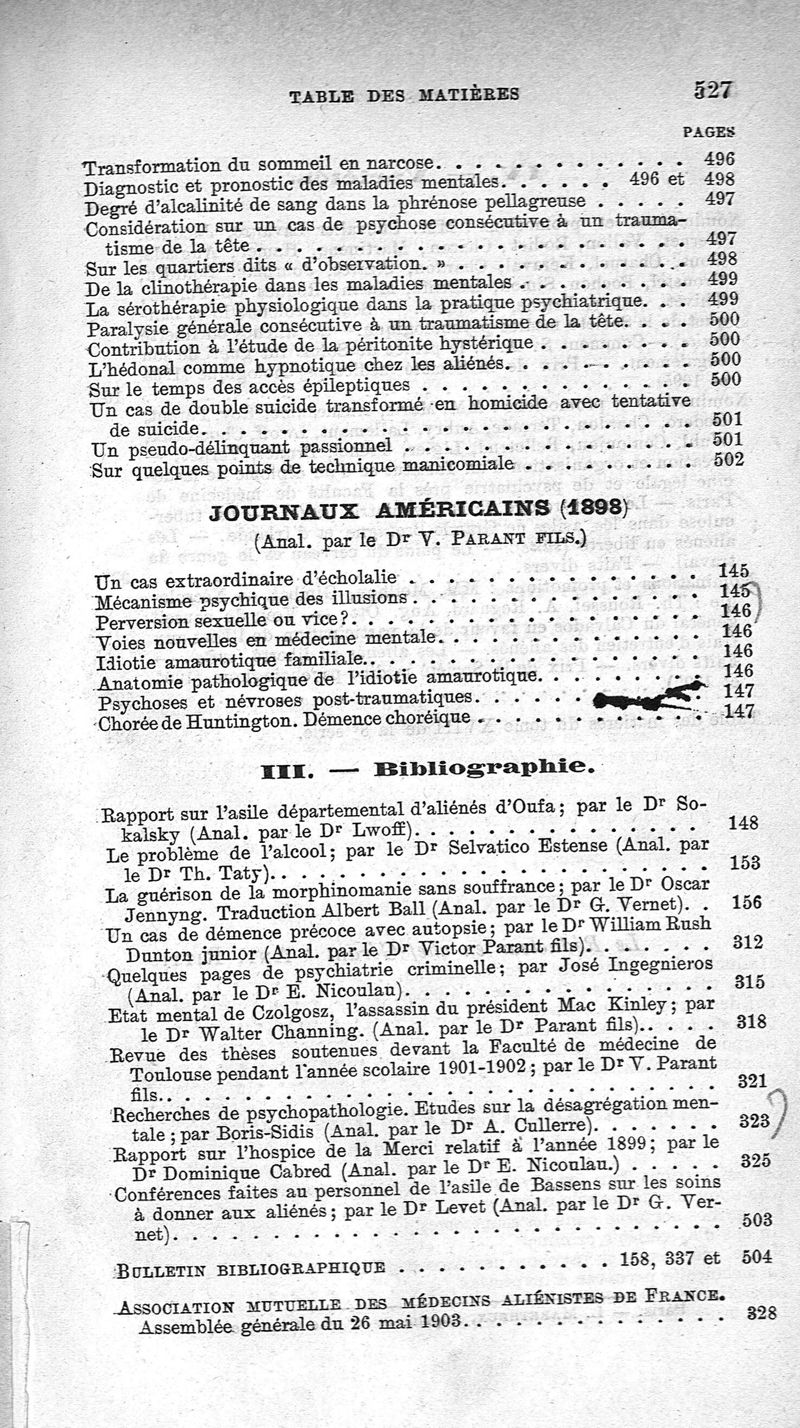 TABLE DES MATIÈRES 527
PAGES
Transformation du sommeil en narcose. . . . . . . . . . . . . 496
Diagnostic et pronostic des maladies mentales. . . . . . 496 et 498
Degré d'alcalinité de sang dans la phrénose pellagreuse . . . . . 497
Considération sur un cas de psychose consécutive à un trauma-
tisme de la tête . . . . . . . . . . . . . . . . . . . 497
Sur les quartiers dits « d'observation. » . . . . . . . . . . . . 498
De la clinothérapie dans les maladies mentales . . . . . . . . . 499
La sérothérapie physiologique dans la pratique psychiatrique. . . 499
Paralysie générale consécutive à un traumatisme de la tête. . . . 500
Contribution à l'étude de la péritonite hystérique . . . . . . . . 500
L'hédonal comme hypnotique chez les aliénés. . . . . . . . . . 500
Sur le temps des accès épileptiques . . . . . . . . . . . . . . 500
Un cas de double suicide transformé en homicide avec tentative
de suicide. . . . . . . . . . . . . . . . . . . . . . 501
Un pseudo-délinquant passionnel . . . . . . . . . . . . . . . 501
Sur quelques points de technique manicomiale . . . . . . . . . 502
JOURNAUX AMÉRICAINS (1898)
(Anal. par le Dr V. PARANT FILS.)
Un cas extraordinaire d'écholalie . . . . . . . . . . . . . . . 145
Mécanisme psychique des illusions . . . . . . . . . . . . . . 145
Perversion sexuelle ou vice?. . . . . . . . . . . . . . . . . 146
Voies nouvelles en médecine mentale. . . . . . . . . . . . . 146
Idiotie amaurotique familiale. . . . . . . . . . . . . . . . . 146
Anatomie pathologique de l'idiotie amaurotique. . . . . . . . . 146
Psychoses et névroses post-traumatiques. . . . . . . . . . . . 147
Chorée de Huntington. Démence choréique . . . . . . . . . . . 147
III. — Bibliographie.
Rapport sur l'asile départemental d'aliénés d'Oufa; par le Dr So-
kalsky (Anal. par le Dr Lwoff). . . . . . . . . . . . . . . 148
Le problème de l'alcool; par le Dr Selvatico Estense (Anal. par
le Dr Th. Taty). . . . . . . . . . . . . . . . . . . . . 153
La guérison de la morphinomanie sans souffrance; par le Dr Oscar
Jennyng. Traduction Albert Ball (Anal. par le Dr G. Vernet). . 156
Un cas de démence précoce avec autopsie; par le Dr William Rush
Dunton junior (Anal. par le Dr Victor Parant fils). . . . . . . 312
Quelques pages de psychiatrie criminelle; par José Ingegnieros
(Anal. par le Dr E. Nicoulau). . . . . . . . . . . . . . . 315
Etat mental de Czolgosz, l'assassin du président Mac Kinley; par
le Dr Walter Channing. (Anal. par le Dr Parant fils). . . . . 318
Revue des thèses soutenues devant la Faculté de médecine de
Toulouse pendant l'année scolaire 1901-1902; par le Dr V. Parant
fils. . . . . . . . . . . . . . . . . . . . . . . . . . 321
Recherches de psychopathologie. Etudes sur la désagrégation men-
tale; par Boris-Sidis (Anal. par le Dr A. Cullerre). . . . . . . 323
Rapport sur l'hospice de la Merci relatif à l'année 1899; par le
Dr Dominique Cabred (Anal. par le Dr E. Nicoulau.) . . . . . 325
Conférences faites au personnel de l'asile de Bassens sur les soins
à donner aux aliénés; par le Dr Levet (Anal. par le Dr G. Ver-
net). . . . . . . . . . . . . . . . . . . . . . . . . 503
BULLETIN BIBLIOGRAPHIQUE . . . . . . . . . . 158, 337 et 504
ASSOCIATION MUTUELLE DES MÉDECINS ALIÉNISTES DE FRANCE.
Assemblée générale du 26 mai 1903. . . . . . . . . . . . . 328